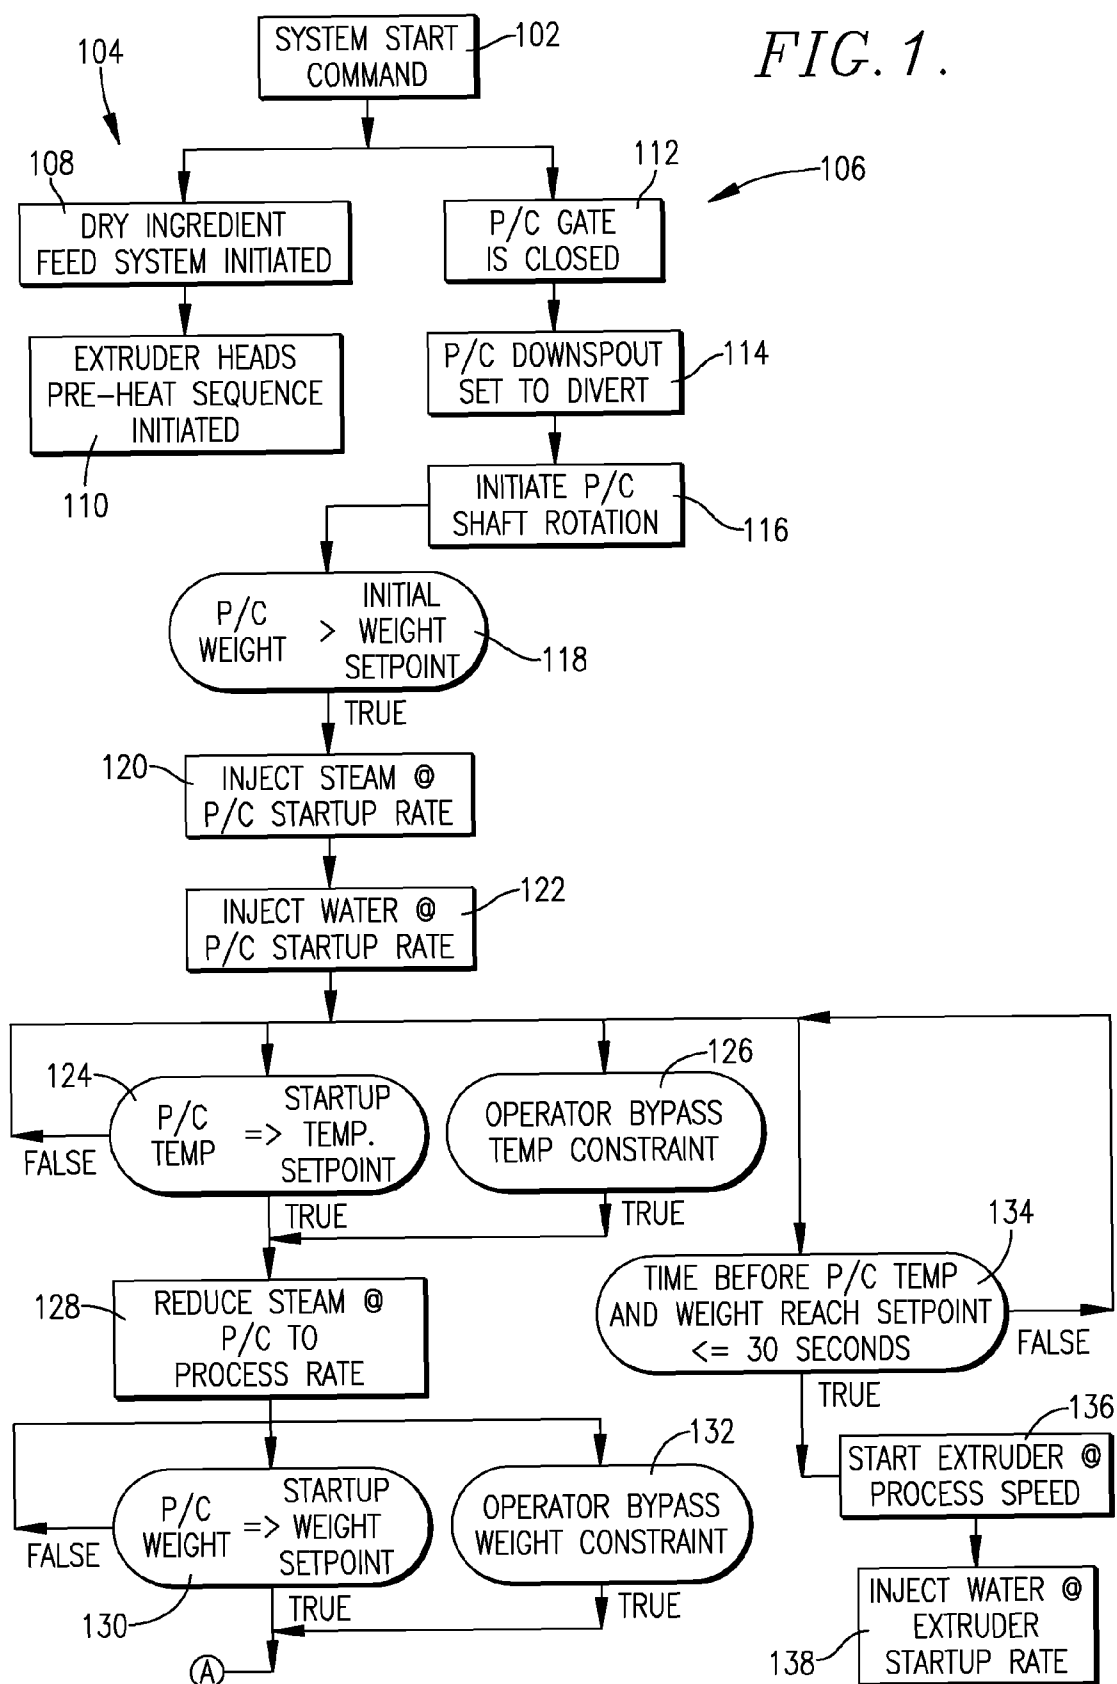 FIG. 1.
SYSTEM START
COMMAND
102
104
106
108
DRY INGREDIENT
FEED SYSTEM INITIATED
112
P/C GATE
IS CLOSED
EXTRUDER HEADS
PRE-HEAT SEQUENCE
INITIATED
110
P/C DOWNSPOUT
SET TO DIVERT
114
INITIATE P/C
SHAFT ROTATION
116
P/C
WEIGHT
>
INITIAL
WEIGHT
SETPOINT
118
TRUE
120
INJECT STEAM @
P/C STARTUP RATE
122
INJECT WATER @
P/C STARTUP RATE
124
P/C
TEMP
=>
STARTUP
TEMP.
SETPOINT
FALSE
TRUE
126
OPERATOR BYPASS
TEMP CONSTRAINT
TRUE
128
REDUCE STEAM @
P/C TO
PROCESS RATE
134
TIME BEFORE P/C TEMP
AND WEIGHT REACH SETPOINT
<= 30 SECONDS
FALSE
TRUE
P/C
WEIGHT
=>
STARTUP
WEIGHT
SETPOINT
FALSE
130
TRUE
132
OPERATOR BYPASS
WEIGHT CONSTRAINT
TRUE
136
START EXTRUDER @
PROCESS SPEED
INJECT WATER @
EXTRUDER
STARTUP RATE
138
A